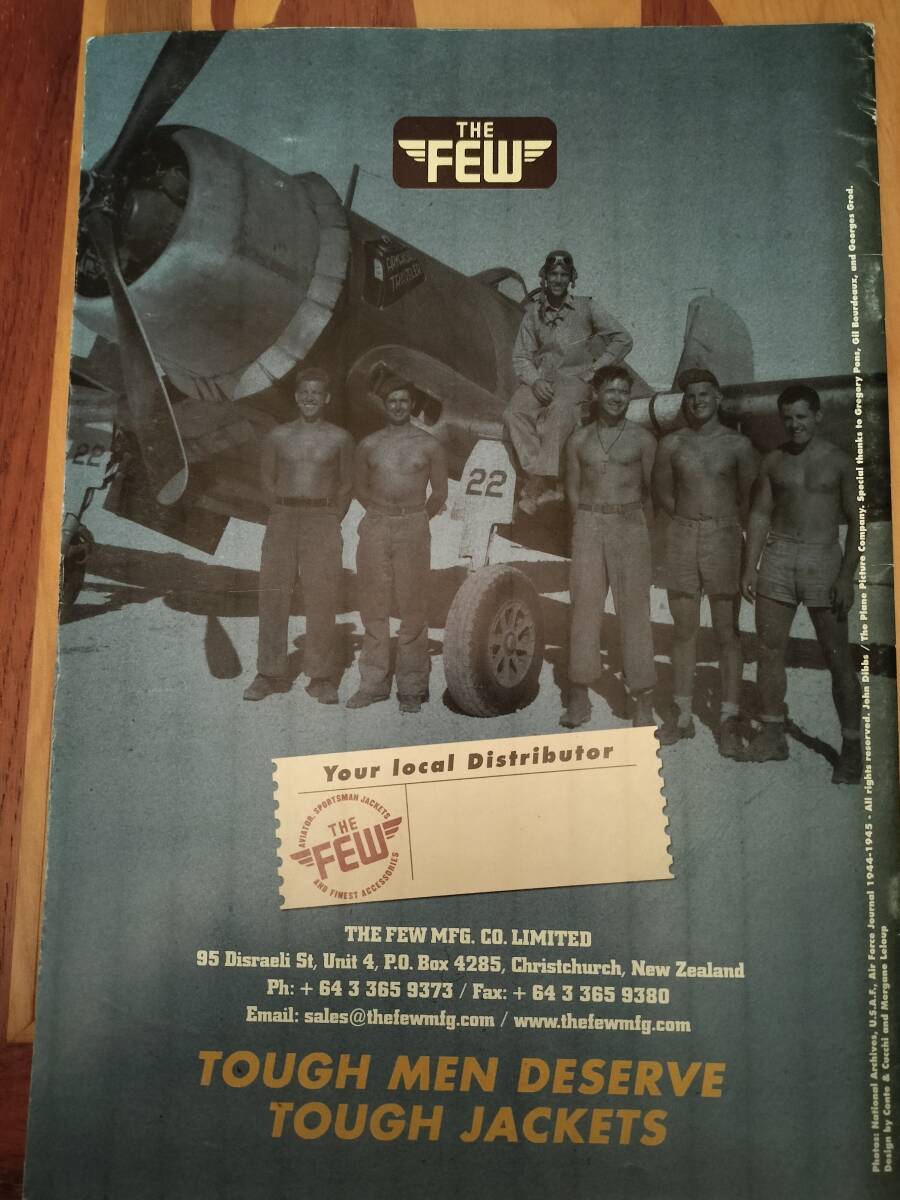 THE
FEW
ARKANSAS
TRAVELER
22
22
Your local Distributor
AVIATOR, SPORTSMAN JACKETS
THE
FEW
AND FINEST ACCESSORIES
THE FEW MFG. CO. LIMITED
95 Disraeli St, Unit 4, P.O. Box 4285, Christchurch, New Zealand
Ph: + 64 3 365 9373 / Fax: + 64 3 365 9380
Email: sales@thefewmfg.com / www.thefewmfg.com
TOUGH MEN DESERVE
TOUGH JACKETS
Photos: National Archives, U.S.A.F., Air Force Journal 1944-1945 - All rights reserved. John Dibbs / The Plane Picture Company. Special thanks to Gregory Pons, Gil Bourdeaux, and Georges Grod.
Design by Conte & Cucchi and Morgane Leloup